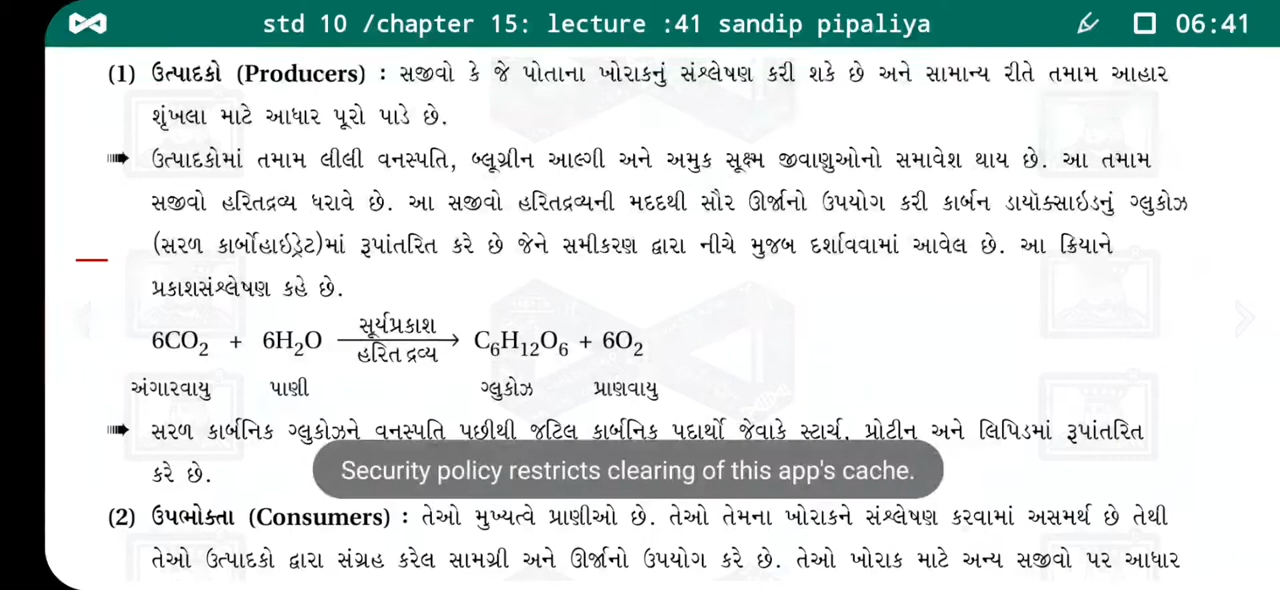 std 10 /chapter 15: lecture :41 sandip pipaliya 06:41
(1) ઉત્પાદકો (Producers) : સજીવો કે જે પોતાના ખોરાકનું સંશ્લેષણ કરી શકે છે અને સામાન્ય રીતે તમામ આહાર
શૃંખલા માટે આધાર પૂરો પાડે છે.
➠ ઉત્પાદકોમાં તમામ લીલી વનસ્પતિ, બ્લૂગ્રીન આલ્ગી અને અમુક સૂક્ષ્મ જીવાણુઓનો સમાવેશ થાય છે. આ તમામ
સજીવો હરિતદ્રવ્ય ધરાવે છે. આ સજીવો હરિતદ્રવ્યની મદદથી સૌર ઊર્જાનો ઉપયોગ કરી કાર્બન ડાયૉક્સાઇડનું ગ્લુકોઝ
(સરળ કાર્બોહાઈડ્રેટ)માં રૂપાંતરિત કરે છે જેને સમીકરણ દ્વારા નીચે મુજબ દર્શાવવામાં આવેલ છે. આ ક્રિયાને
પ્રકાશસંશ્લેષણ કહે છે.
6CO₂ + 6H₂O સૂર્યપ્રકાશ → હરિત દ્રવ્ય C₆H₁₂O₆ + 6O₂
અંગારવાયુ પાણી ગ્લુકોઝ પ્રાણવાયુ
➠ સરળ કાર્બનિક ગ્લુકોઝને વનસ્પતિ પછીથી જટિલ કાર્બનિક પદાર્થો જેવાકે સ્ટાર્ચ, પ્રોટીન અને લિપિડમાં રૂપાંતરિત
કરે છે.
Security policy restricts clearing of this app's cache.
(2) ઉપભોક્તા (Consumers) : તેઓ મુખ્યત્વે પ્રાણીઓ છે. તેઓ તેમના ખોરાકને સંશ્લેષણ કરવામાં અસમર્થ છે તેથી
તેઓ ઉત્પાદકો દ્વારા સંગ્રહ કરેલ સામગ્રી અને ઊર્જાનો ઉપયોગ કરે છે. તેઓ ખોરાક માટે અન્ય સજીવો પર આધાર